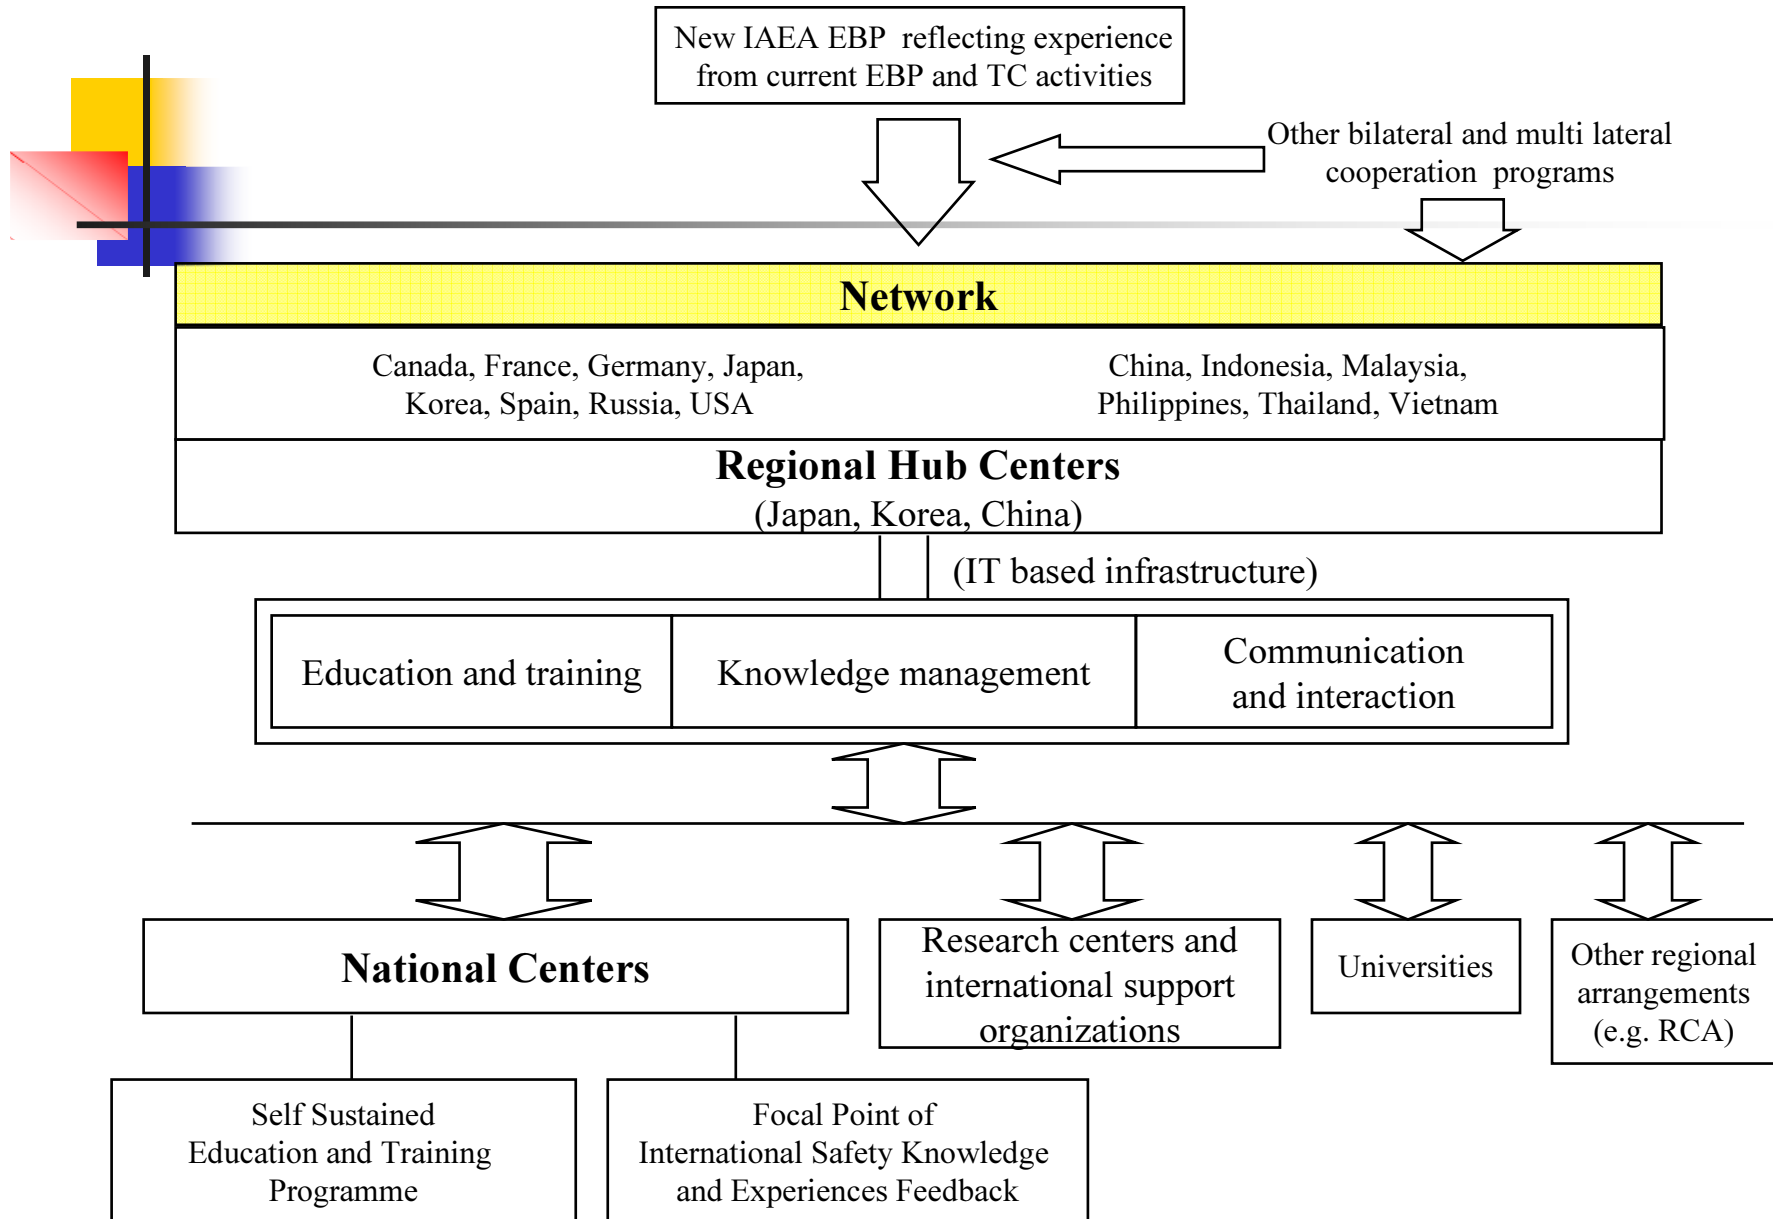 New IAEA EBP reflecting experience
from current EBP and TC activities
Other bilateral and multi lateral
cooperation programs
Network
Canada, France, Germany, Japan,
Korea, Spain, Russia, USA
China, Indonesia, Malaysia,
Philippines, Thailand, Vietnam
Regional Hub Centers
(Japan, Korea, China)
(IT based infrastructure)
Education and training
Knowledge management
Communication
and interaction
National Centers
Research centers and
international support
organizations
Universities
Other regional
arrangements
(e.g. RCA)
Self Sustained
Education and Training
Programme
Focal Point of
International Safety Knowledge
and Experiences Feedback